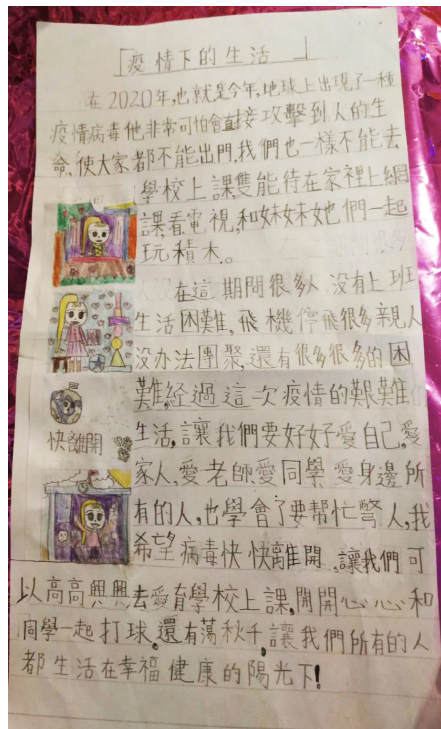 「疫情下的生活」
在2020年,也就是今年,地球上出現了一種
疫情病毒他非常可怕會直接攻擊到人的生
命,使大家都不能出門,我們也一樣不能去
學校上課,雙能待在家裡上網
課,看電視,和妹妹她們一起
玩積木。
在這期間很多人沒有上班
生活困難,飛機停飛很多親人
没办法團聚,還有很多很多的困
難,經過這一次疫情的艱難
快離開
生活,讓我們要好好愛自己,愛
家人,愛老師,愛同學愛身邊所
有的人,也學會了要幫忙警人,我
希望病毒快快離開,讓我們可
以高高興興去愛育學校上課,開開心心和
同學一起打球,還有蕩秋千,讓我們所有的人
都生活在幸福健康的陽光下!